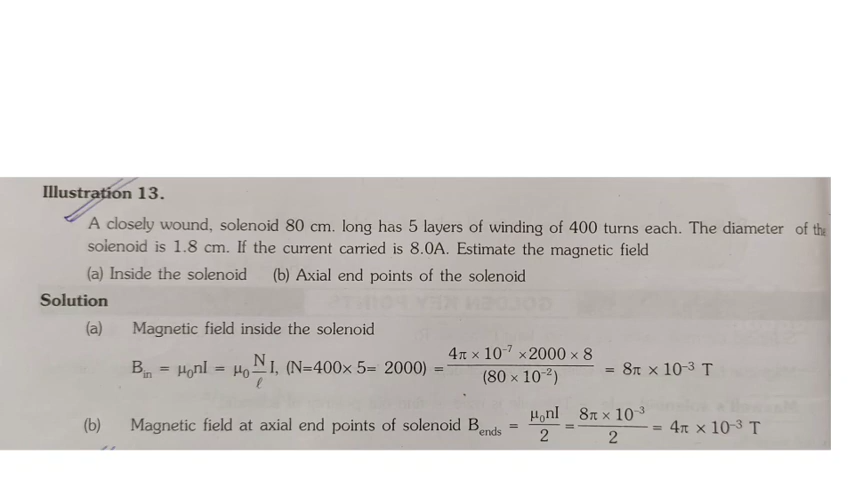 Illustration 13.
A closely wound, solenoid 80 cm. long has 5 layers of winding of 400 turns each. The diameter of the
solenoid is 1.8 cm. If the current carried is 8.0A. Estimate the magnetic field
(a) Inside the solenoid (b) Axial end points of the solenoid
Solution
(a) Magnetic field inside the solenoid
B_in = μ₀nI = μ₀ N/ℓ I, (N=400× 5= 2000) = (4π × 10⁻⁷ ×2000 × 8)/(80 × 10⁻²) = 8π × 10⁻³ T
(b) Magnetic field at axial end points of solenoid B_ends = μ₀nI/2 = (8π × 10⁻³)/2 = 4π × 10⁻³ T